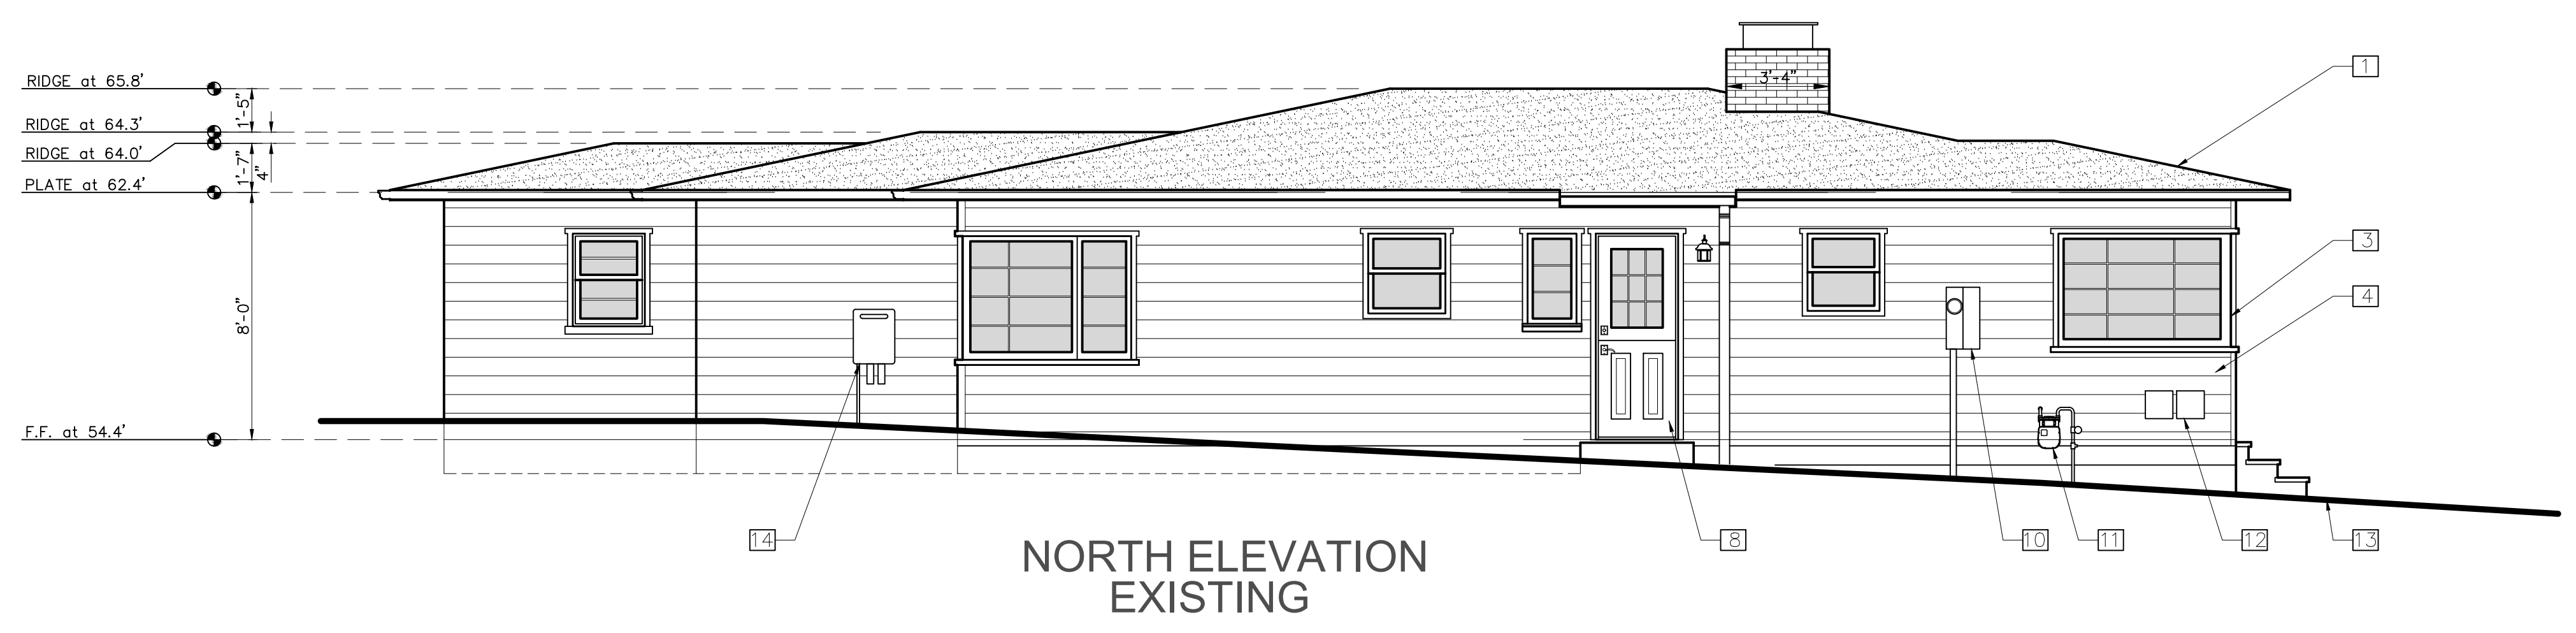 RIDGE at 65.8'
1'-5"
RIDGE at 64.3'
RIDGE at 64.0'
1'-7"
4"
PLATE at 62.4'
8'-0"
F.F. at 54.4'
3'-4"
1
3
4
14
8
10
11
12
13
NORTH ELEVATION
EXISTING